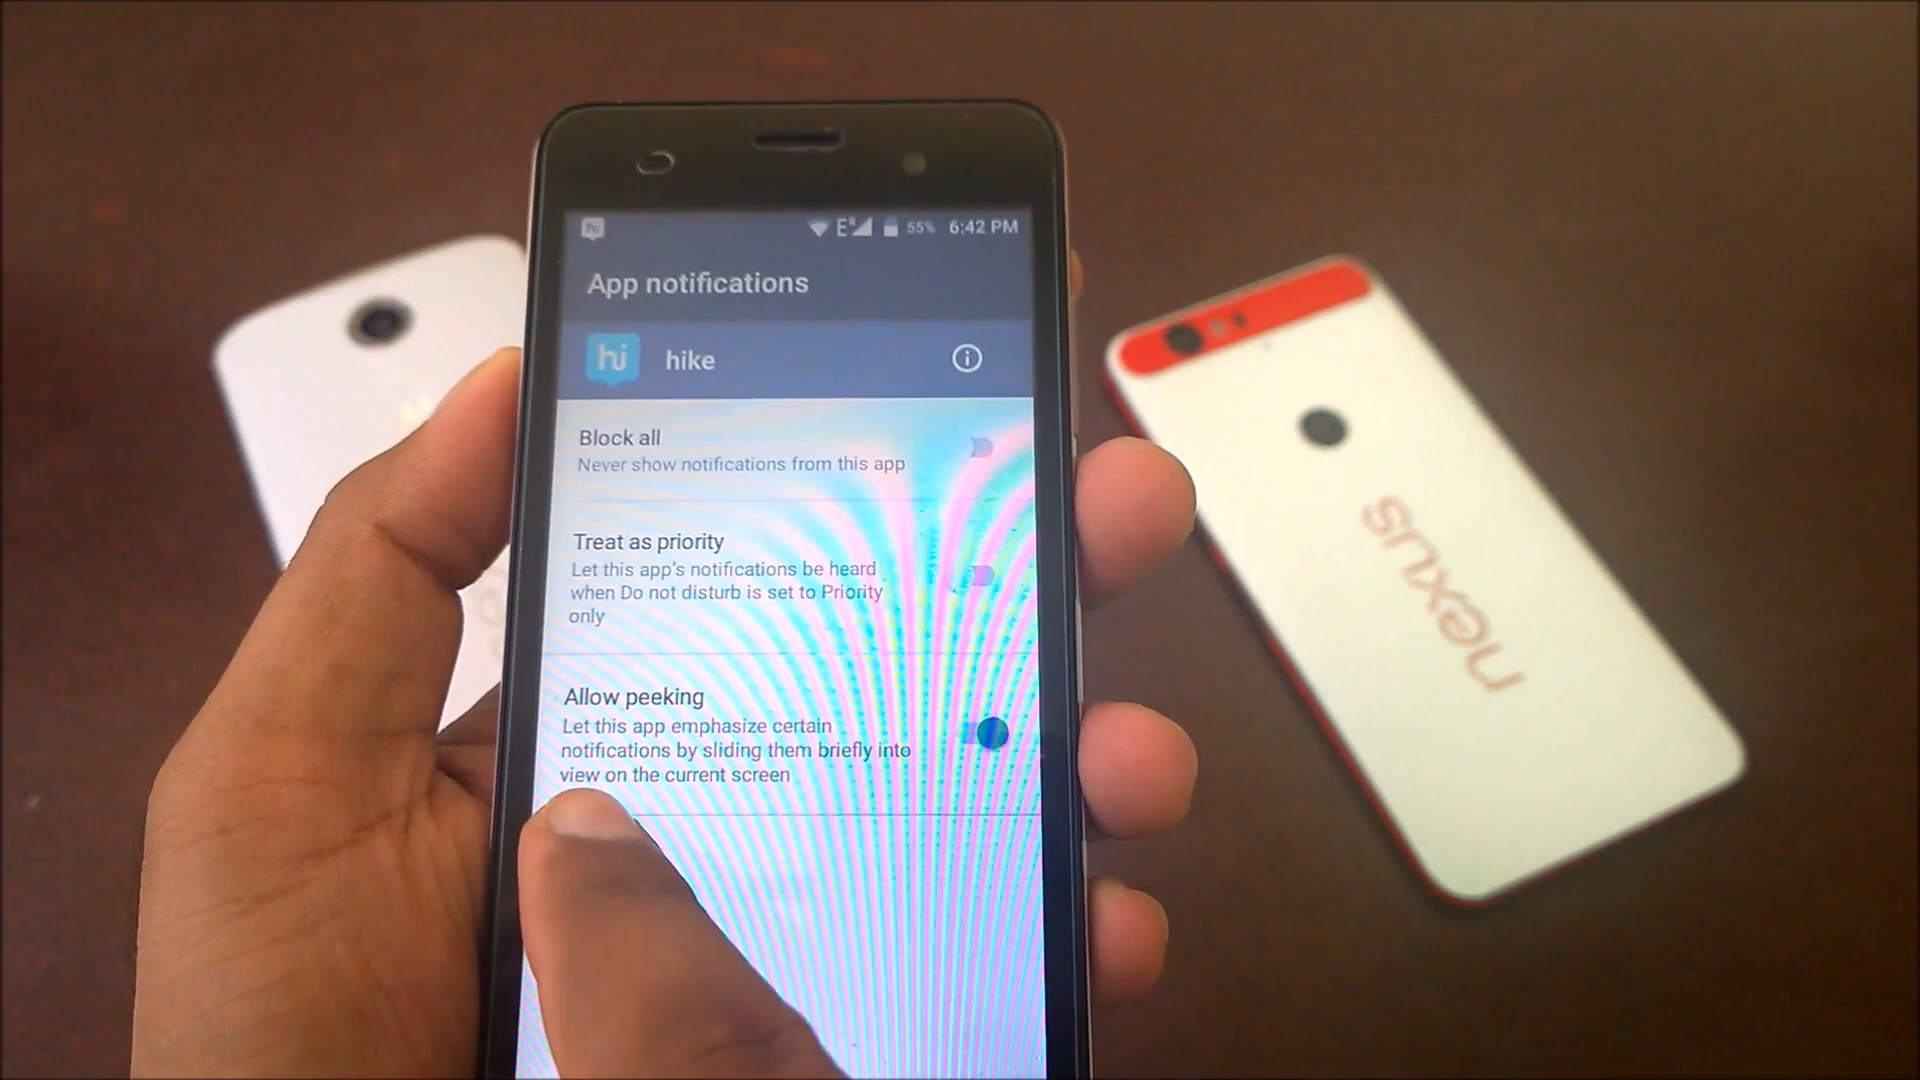 hi
E
55%
6:42 PM
App notifications
hi
hike
Block all
Never show notifications from this app
Treat as priority
Let this app's notifications be heard
when Do not disturb is set to Priority
only
Allow peeking
Let this app emphasize certain
notifications by sliding them briefly into
view on the current screen
nexus